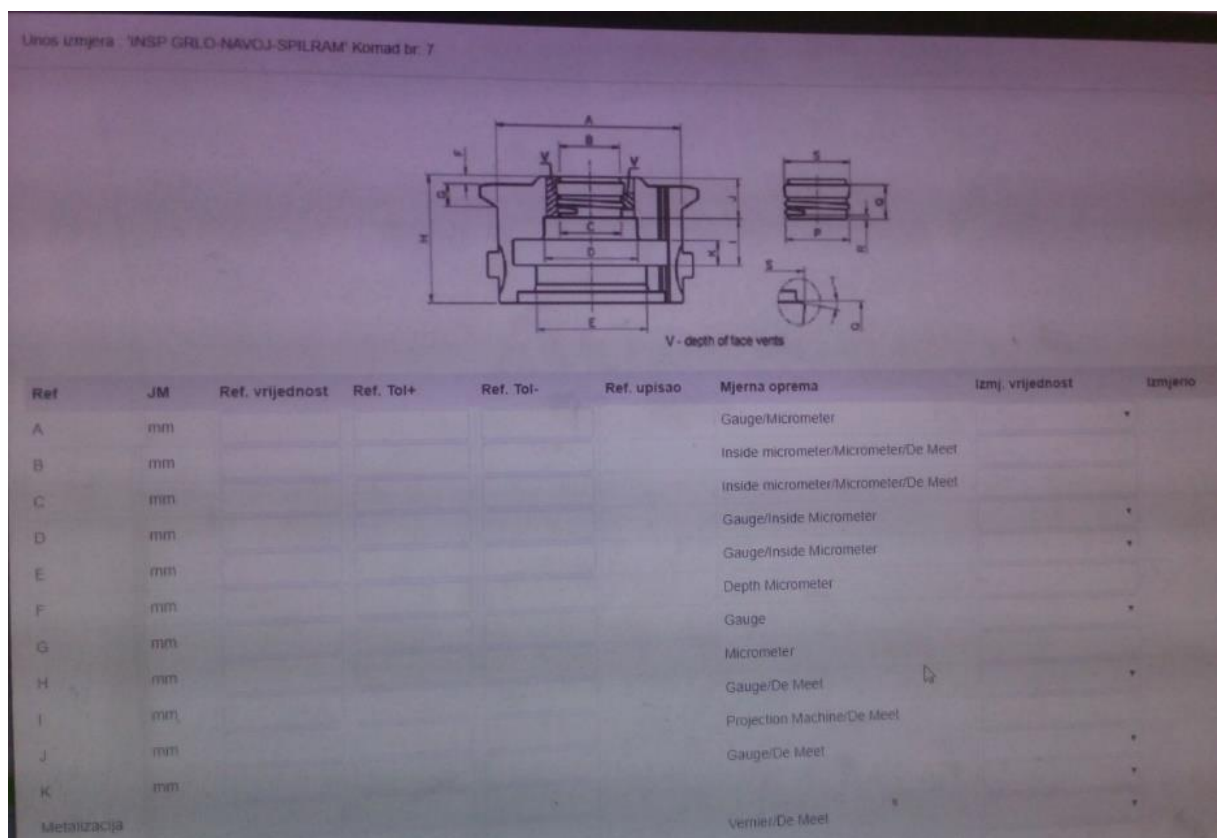 Unos izmjera : 'INSP GRLO-NAVOJ-SPILRAM' Komad br: 7
A
B
V V
F
G
H
C
D
J
I
K
E
S
Q
P
R
S
T
Q
V - depth of face vents
Ref JM Ref. vrijednost Ref. Tol+ Ref. Tol- Ref. upisao Mjerna oprema Izmj. vrijednost Izmjerio
A mm Gauge/Micrometer
B mm Inside micrometer/Micrometer/De Meet
C mm Inside micrometer/Micrometer/De Meet
D mm Gauge/Inside Micrometer
E mm Gauge/Inside Micrometer
F mm Depth Micrometer
G mm Gauge
H mm Micrometer
I mm Gauge/De Meet
J mm Projection Machine/De Meet
K mm Gauge/De Meet
Metalizacija Vernier/De Meet